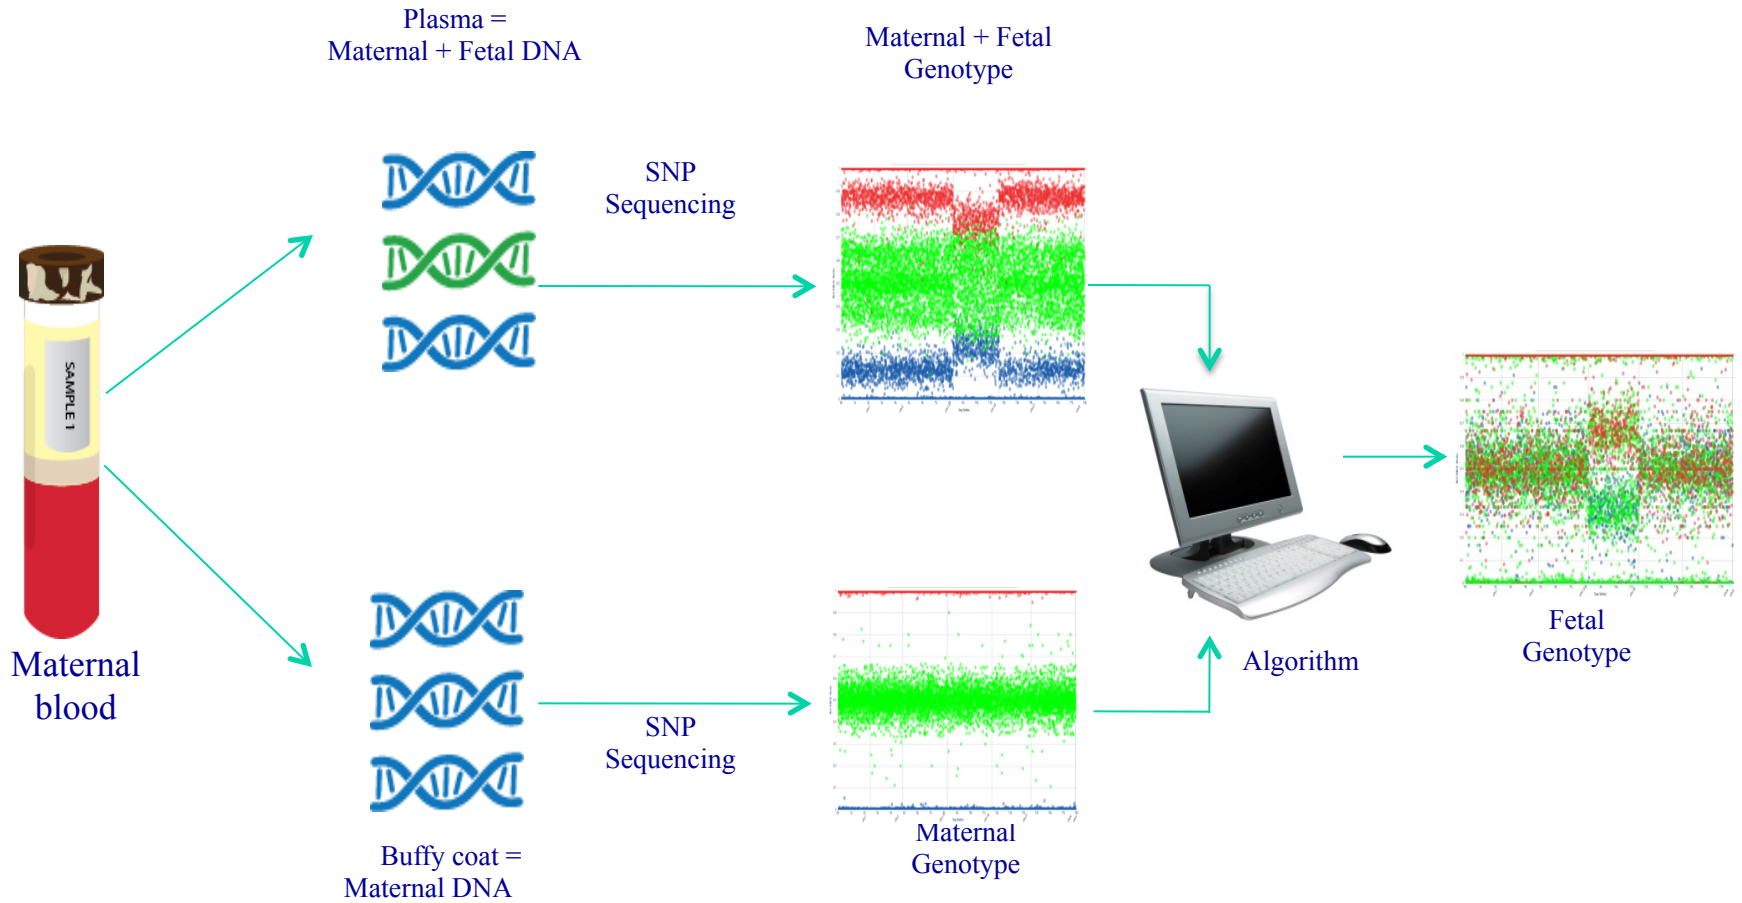 Plasma =
Maternal + Fetal DNA
Maternal + Fetal
Genotype
SNP
Sequencing
SAMPLE 1
Maternal
blood
Algorithm
Fetal
Genotype
SNP
Sequencing
Maternal
Genotype
Buffy coat =
Maternal DNA